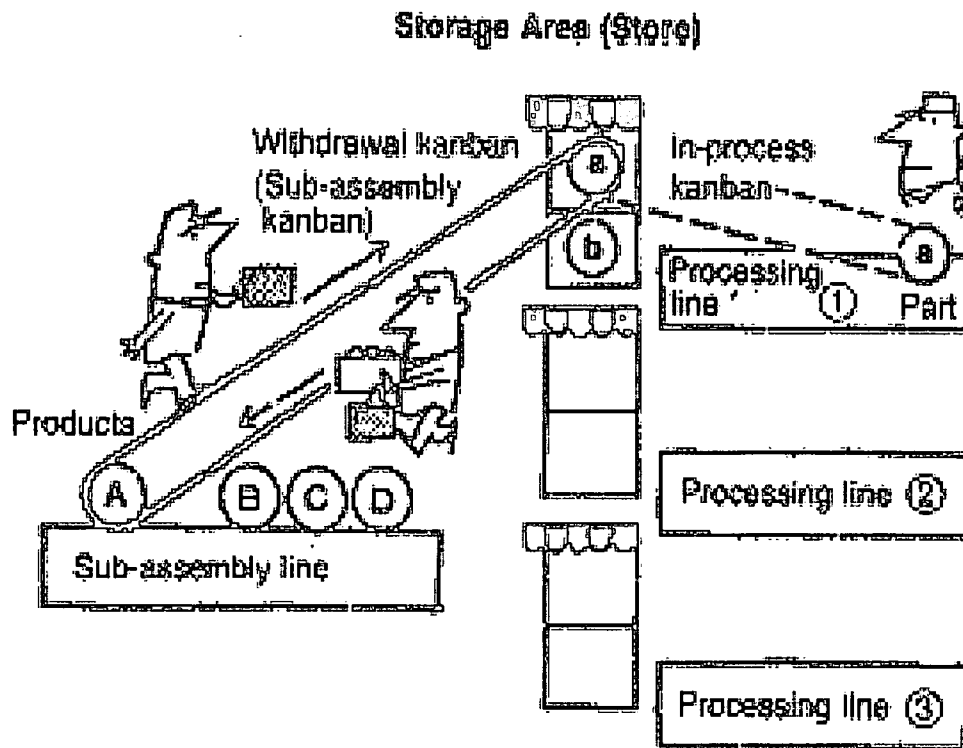 Storage Area (Store)
Withdrawal kanban
(Sub-assembly
kanban)
In-process
kanban
a
b
a
Processing
line
①
Part
Products
A
B
C
D
Sub-assembly line
Processing line ②
Processing line ③